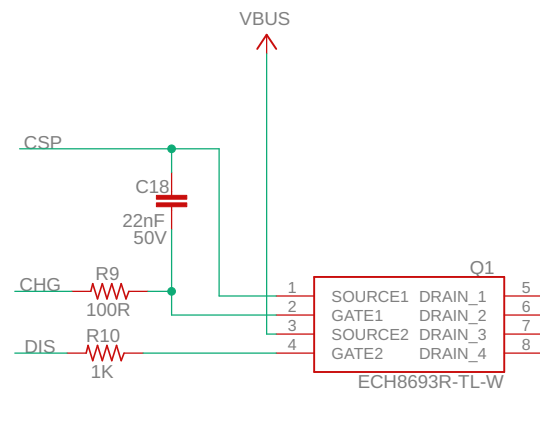 VBUS
CSP
C18
22nF
50V
CHG
R9
100R
DIS
R10
1K
Q1
1 SOURCE1 DRAIN_1 5
2 GATE1 DRAIN_2 6
3 SOURCE2 DRAIN_3 7
4 GATE2 DRAIN_4 8
ECH8693R-TL-W